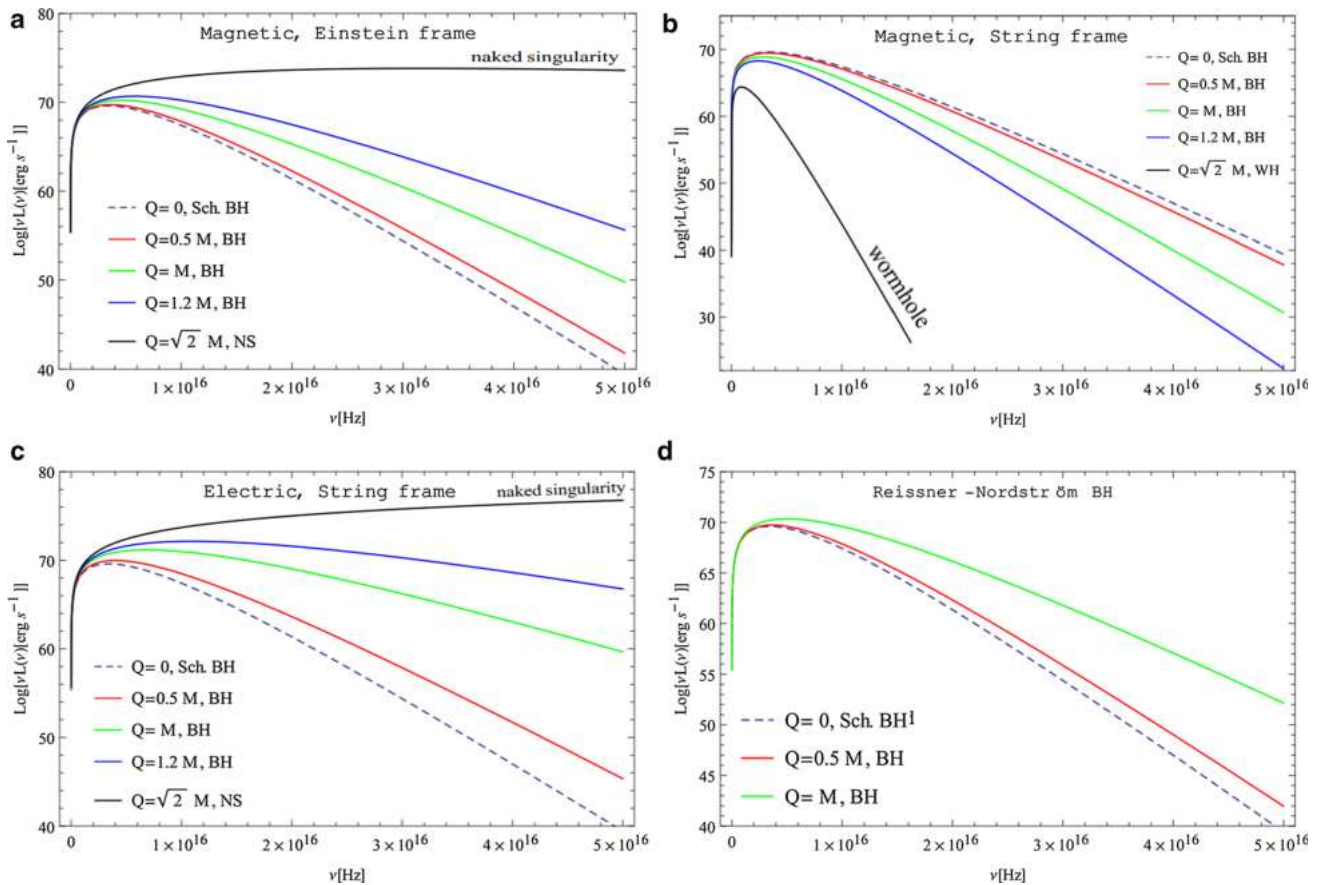 a
Magnetic, Einstein frame
naked singularity
Log[νL(ν)[erg s⁻¹]]
80
70
60
50
40
Q= 0, Sch. BH
Q=0.5 M, BH
Q= M, BH
Q=1.2 M, BH
Q=√2 M, NS
0
1×10¹⁶
2×10¹⁶
3×10¹⁶
4×10¹⁶
5×10¹⁶
ν[Hz]
b
Magnetic, String frame
Log[νL(ν)[erg s⁻¹]]
70
60
50
40
30
Q= 0, Sch. BH
Q=0.5 M, BH
Q= M, BH
Q=1.2 M, BH
Q=√2 M, WH
wormhole
0
1×10¹⁶
2×10¹⁶
3×10¹⁶
4×10¹⁶
5×10¹⁶
ν[Hz]
c
Electric, String frame
naked singularity
Log[νL(ν)[erg s⁻¹]]
80
70
60
50
40
Q= 0, Sch. BH
Q=0.5 M, BH
Q= M, BH
Q=1.2 M, BH
Q=√2 M, NS
0
1×10¹⁶
2×10¹⁶
3×10¹⁶
4×10¹⁶
5×10¹⁶
ν[Hz]
d
Reissner -Nordstr öm BH
Log[νL(ν)[erg s⁻¹]]
75
70
65
60
55
50
45
40
Q= 0, Sch. BH
Q=0.5 M, BH
Q= M, BH
0
1×10¹⁶
2×10¹⁶
3×10¹⁶
4×10¹⁶
5×10¹⁶
ν[Hz]